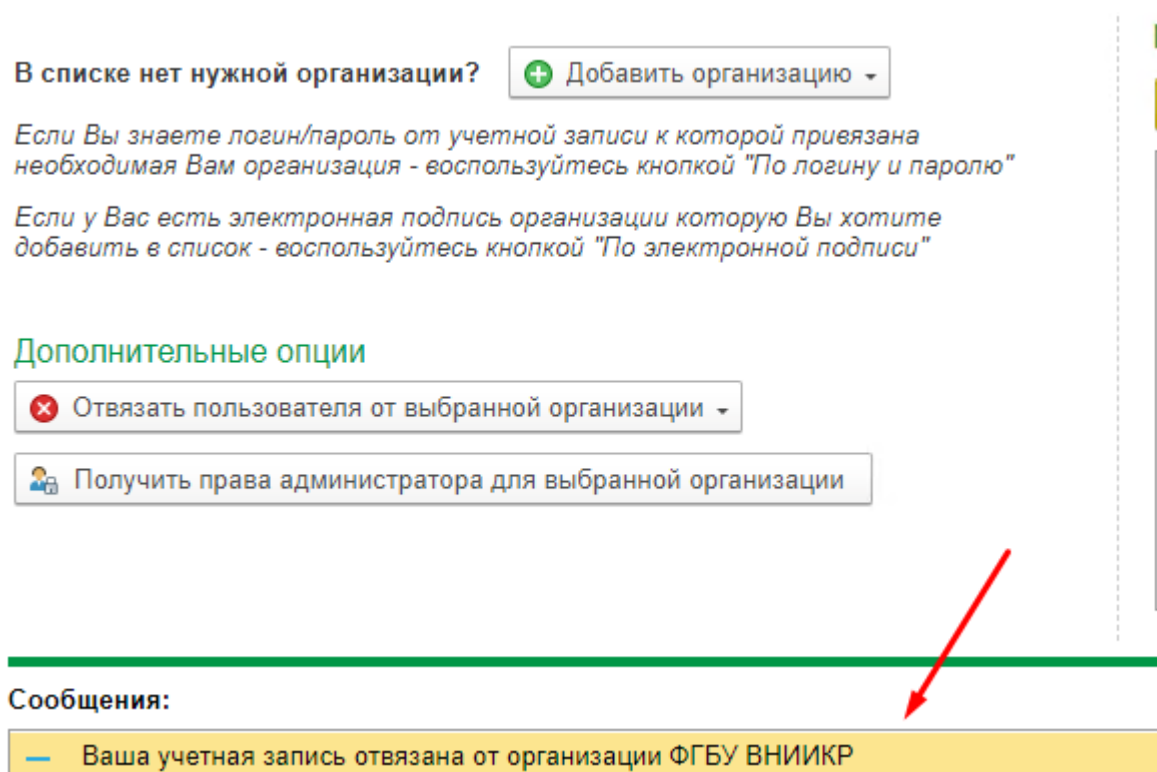 В списке нет нужной организации?
Добавить организацию
Если Вы знаете логин/пароль от учетной записи к которой привязана
необходимая Вам организация - воспользуйтесь кнопкой "По логину и паролю"
Если у Вас есть электронная подпись организации которую Вы хотите
добавить в список - воспользуйтесь кнопкой "По электронной подписи"
Дополнительные опции
Отвязать пользователя от выбранной организации
Получить права администратора для выбранной организации
Сообщения:
Ваша учетная запись отвязана от организации ФГБУ ВНИИКР